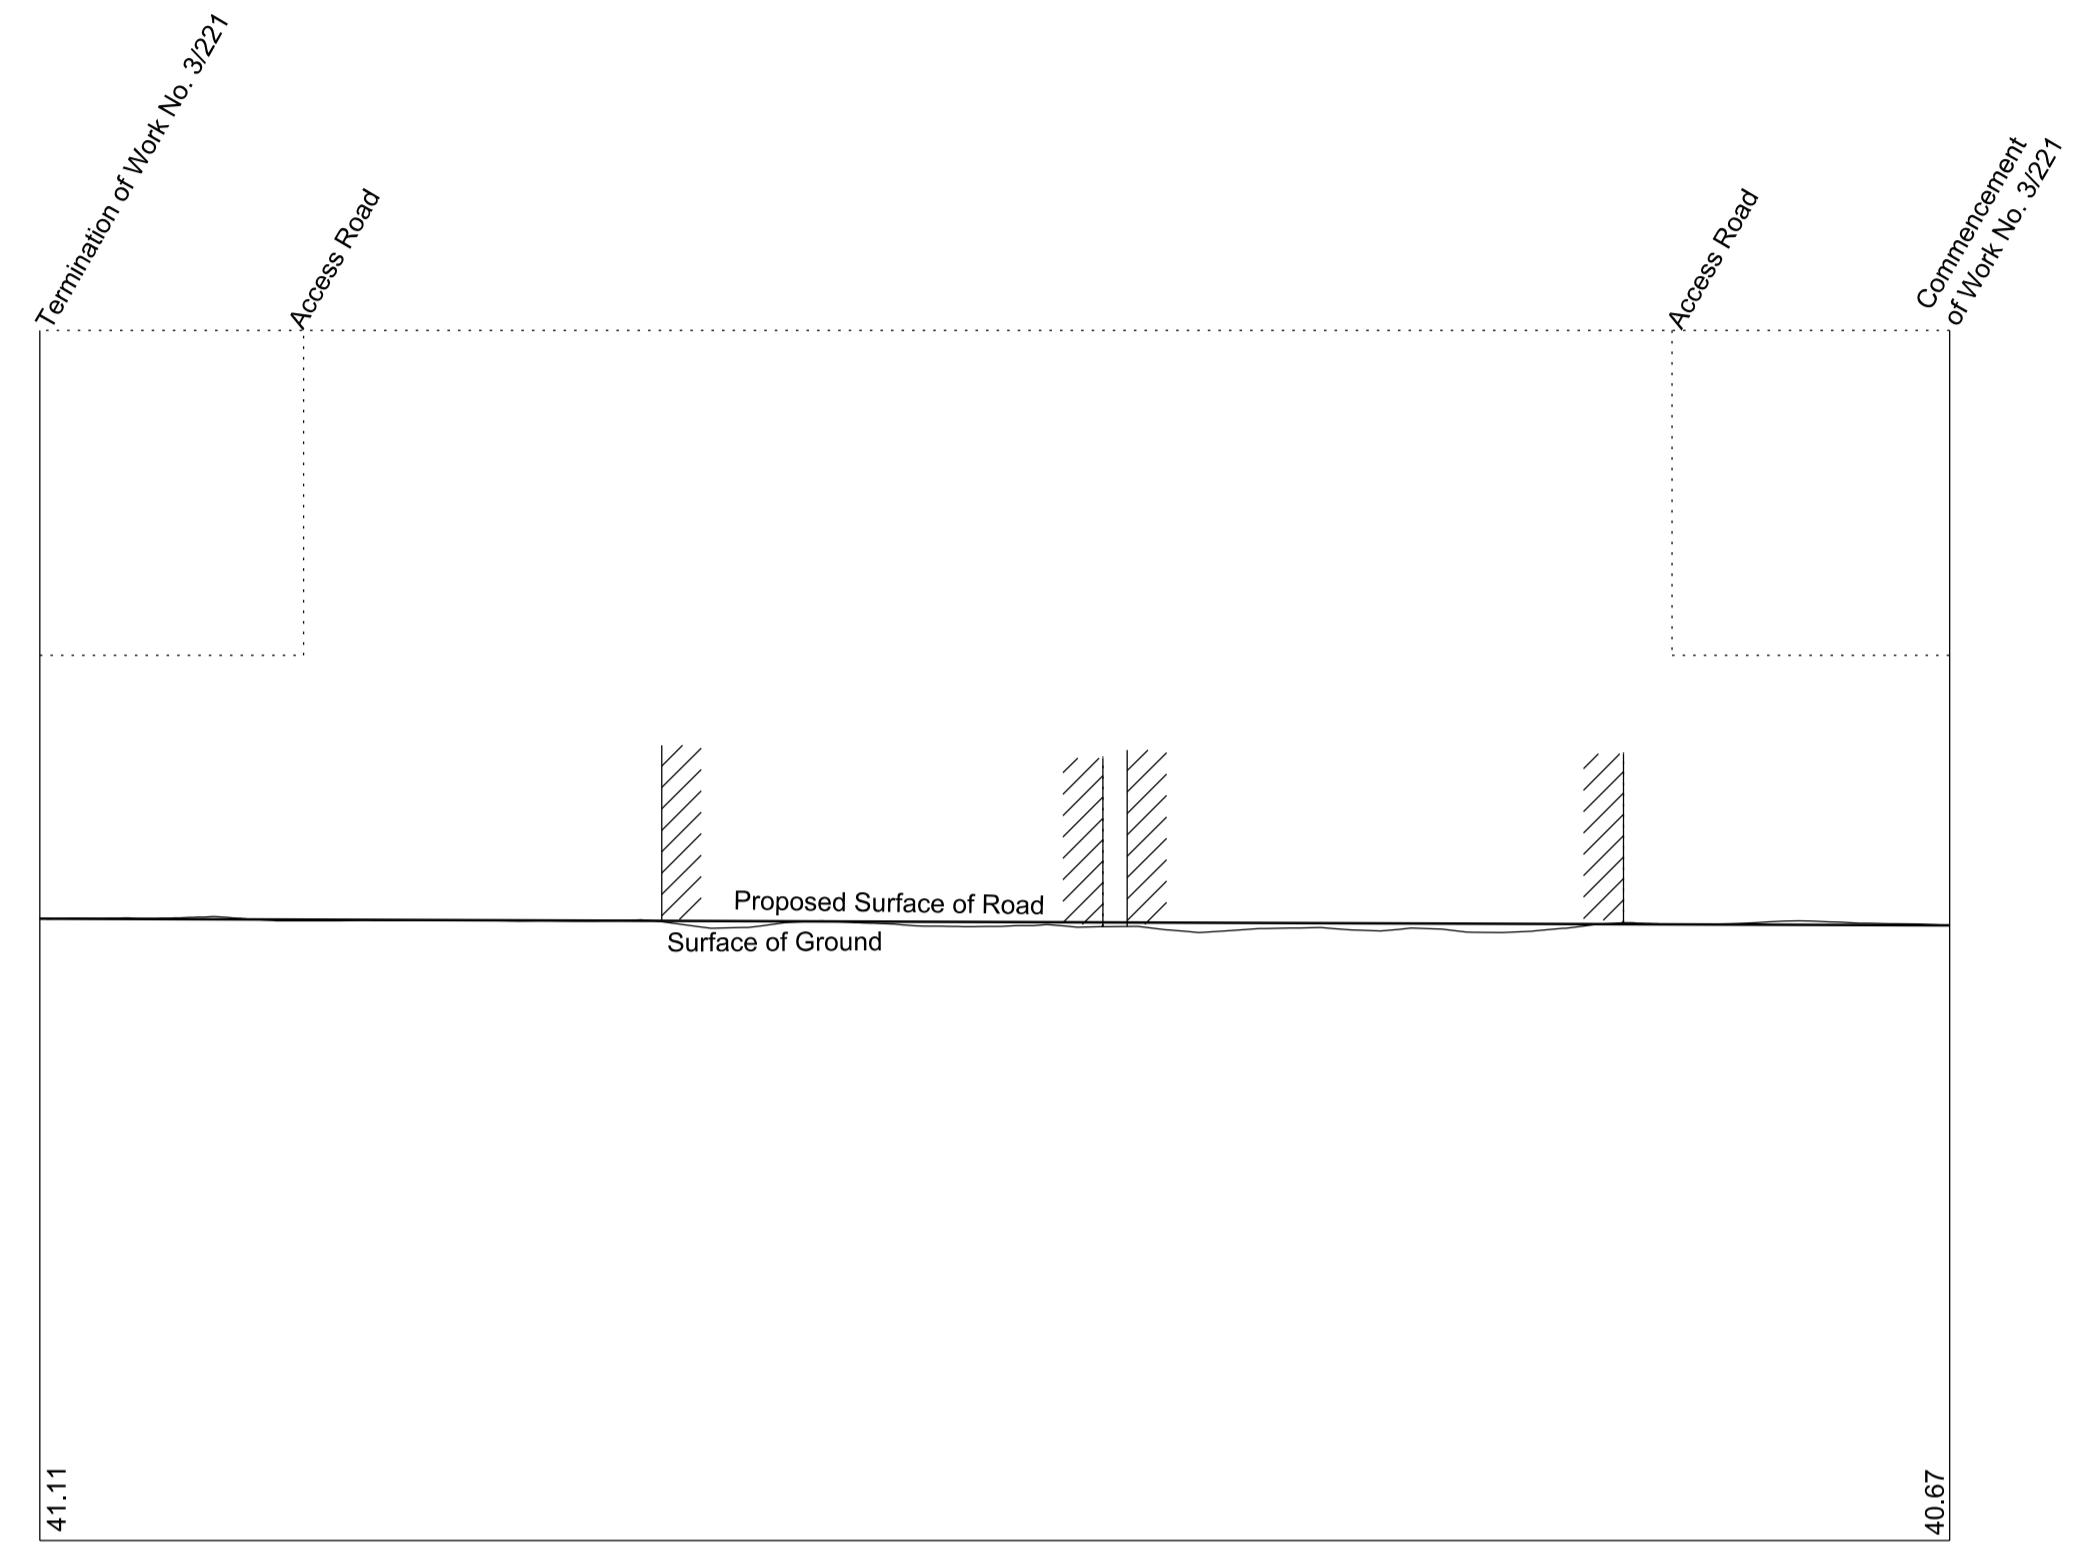 Termination of Work No. 3/221
Access Road
Access Road
Commencement
of Work No. 3/221
Proposed Surface of Road
Surface of Ground
41.11
40.67